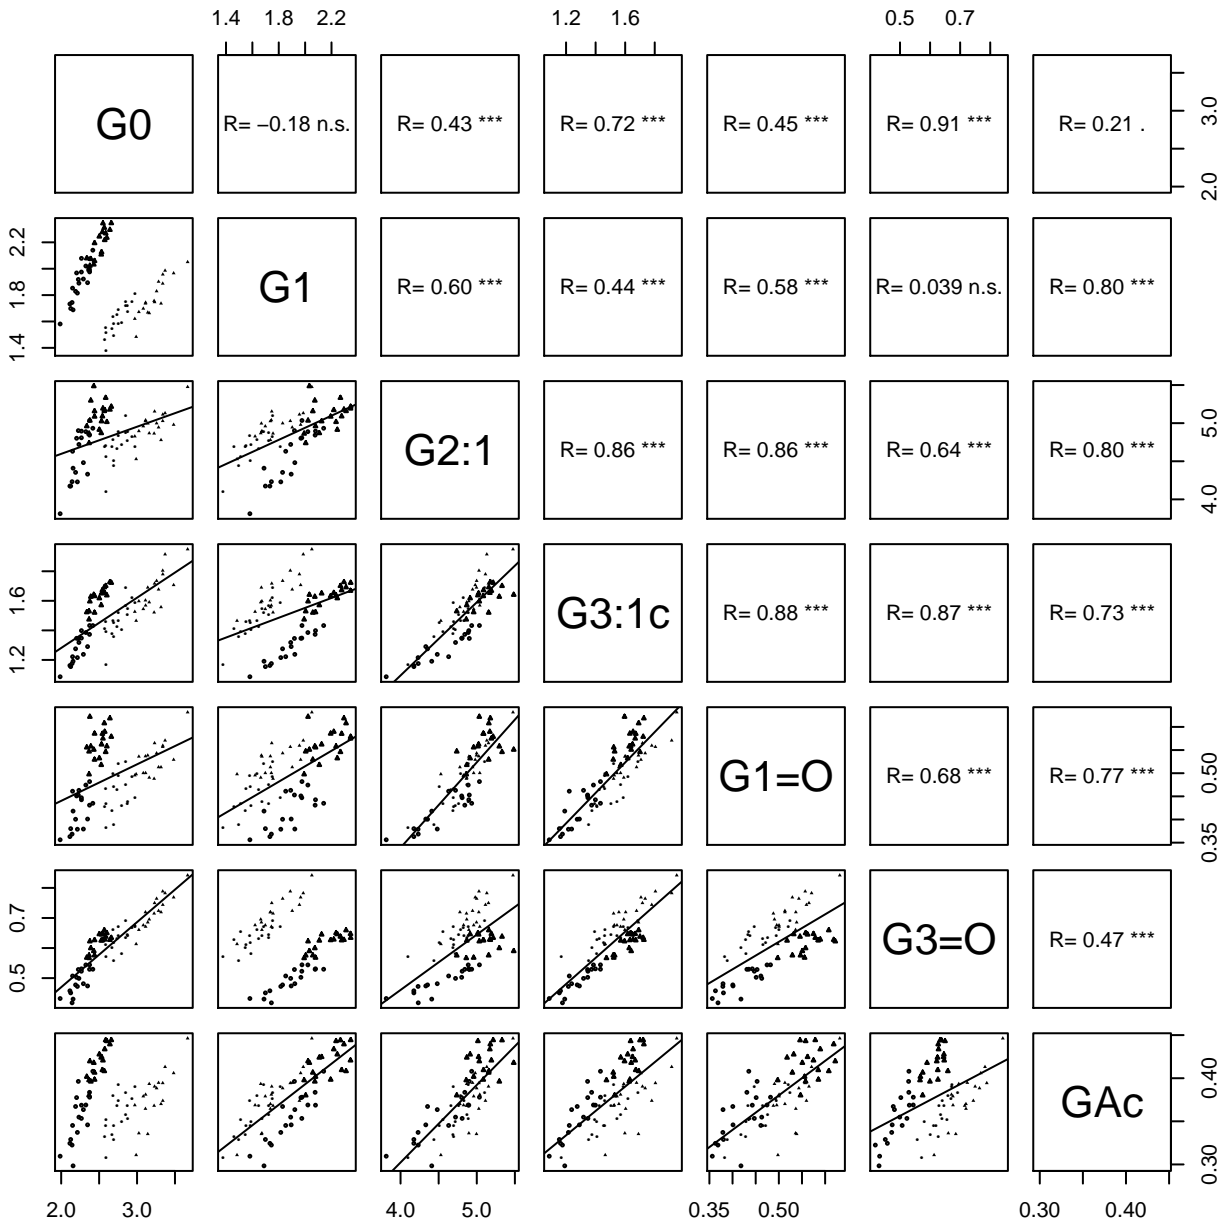 1.4 1.8 2.2 1.2 1.6 0.5 0.7
G0 R= −0.18 n.s. R= 0.43 *** R= 0.72 *** R= 0.45 *** R= 0.91 *** R= 0.21 .
2.0 3.0
1.4 1.8 2.2
G1 R= 0.60 *** R= 0.44 *** R= 0.58 *** R= 0.039 n.s. R= 0.80 ***
G2:1 R= 0.86 *** R= 0.86 *** R= 0.64 *** R= 0.80 ***
4.0 5.0
1.2 1.6
G3:1c R= 0.88 *** R= 0.87 *** R= 0.73 ***
G1=O R= 0.68 *** R= 0.77 ***
0.35 0.50
0.5 0.7
G3=O R= 0.47 ***
GAc
0.30 0.40
2.0 3.0 4.0 5.0 0.35 0.50 0.30 0.40